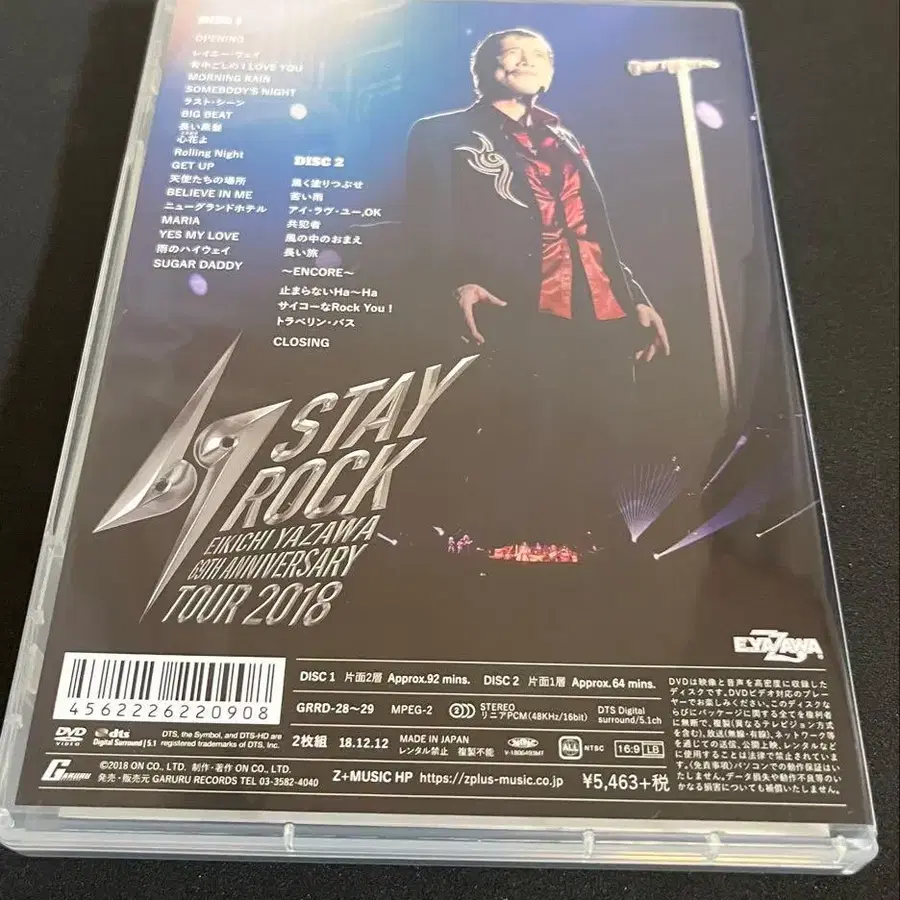 DISC 1
OPENING
レイニー・ウェイ
背中ごしのI LOVE YOU
MORNING RAIN
SOMEBODY'S NIGHT
ラスト・シーン
BIG BEAT
長い黒髪
心花よ
Rolling Night
GET UP
天使たちの場所
BELIEVE IN ME
ニューグランドホテル
MARIA
YES MY LOVE
雨のハイウェイ
SUGAR DADDY
DISC 2
黒く塗りつぶせ
苦い雨
アイ・ラヴ・ユー,OK
共犯者
風の中のおまえ
長い旅
〜ENCORE〜
止まらないHa〜Ha
サイコーなRock You!
トラベリン・バス
CLOSING
69
STAY
ROCK
EIKICHI YAZAWA
69TH ANNIVERSARY
TOUR 2018
E.YAZAWA
4562226220908
DISC 1 片面2層 Approx.92 mins. DISC 2 片面1層 Approx.64 mins.
GRRD-28〜29 MPEG-2 STEREO リニアPCM(48KHz/16bit) DTS Digital surround/5.1ch
2枚組 18.12.12 MADE IN JAPAN レンタル禁止 複製不能 ALL NTSC 16:9 LB
Z+MUSIC HP https://zplus-music.co.jp ¥5,463+税
DVD VIDEO
dts Digital Surround | 5.1
DTS, the Symbol, and DTS-HD are
registered trademarks of DTS. Inc.
GARURU ©2018 ON CO., LTD. 制作・著作 ON CO., LTD.
発売・販売元 GARURU RECORDS TEL 03-3582-4040
DVDは映像と音声を高密度に収録した
ディスクです。DVDビデオ対応のプレー
ヤーでお楽しみください。このディスクな
らびにパッケージに関する全てを権利者
に無断で、複製(異なるテレビジョン方式
を含む)、放送(無線・有線)、ネットワーク等
を通じての送信、公開上映、レンタルなど
に使用することは法律で禁止されていま
す。〈免責事項〉パソコンでの動作保証はい
たしません。データ損失や動作不良等のい
かなる損害についても補償いたしません。